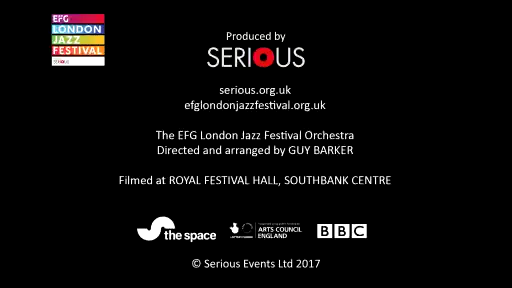 EFG
LONDON
JAZZ
FESTIVAL
SERIOUS
Produced by
SERIOUS
serious.org.uk
efglondonjazzfestival.org.uk
The EFG London Jazz Festival Orchestra
Directed and arranged by GUY BARKER
Filmed at ROYAL FESTIVAL HALL, SOUTHBANK CENTRE
the space
ARTS COUNCIL
ENGLAND
BBC
© Serious Events Ltd 2017